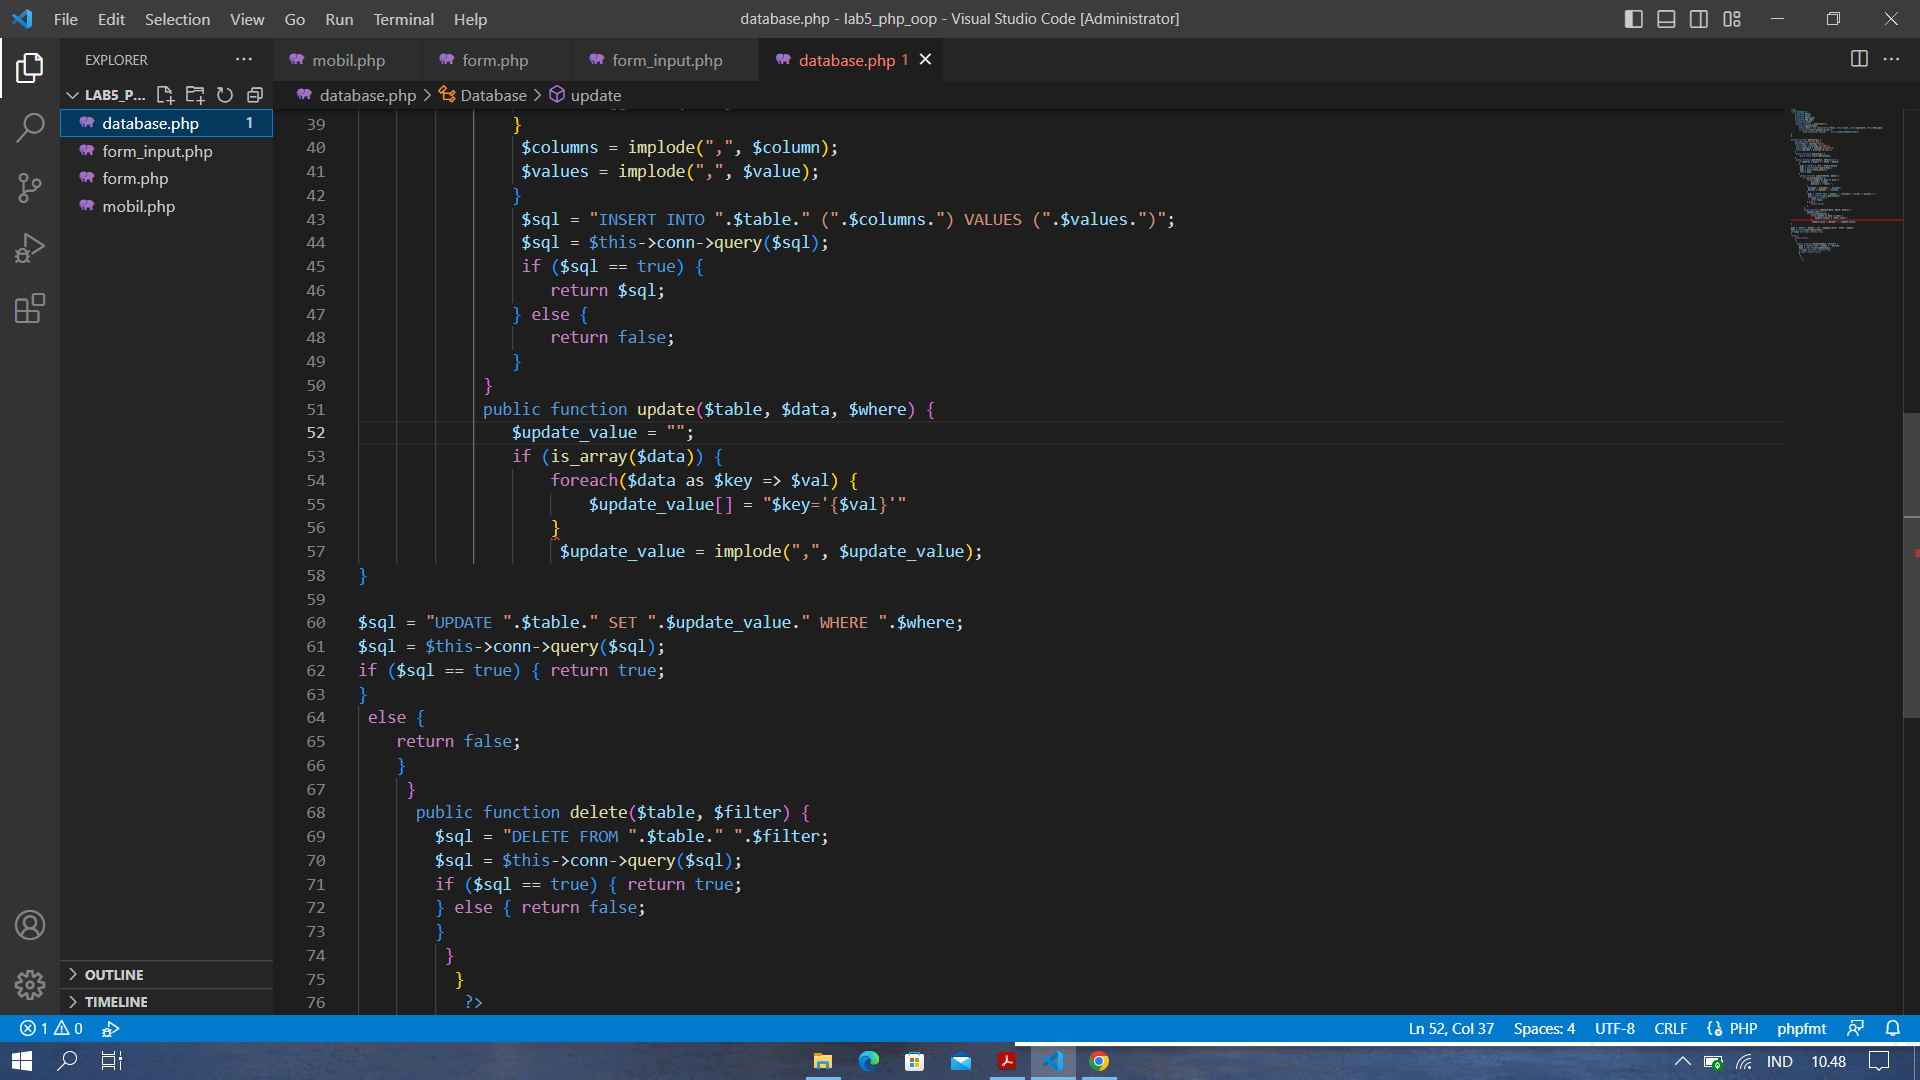 File Edit Selection View Go Run Terminal Help
database.php - lab5_php_oop - Visual Studio Code [Administrator]
EXPLORER
LAB5_P...
database.php 1
form_input.php
form.php
mobil.php
OUTLINE
TIMELINE
mobil.php form.php form_input.php database.php 1
database.php > Database > update
39 }
40 $columns = implode(",", $column);
41 $values = implode(",", $value);
42 }
43 $sql = "INSERT INTO ".$table." (".$columns.") VALUES (".$values.")";
44 $sql = $this->conn->query($sql);
45 if ($sql == true) {
46 return $sql;
47 } else {
48 return false;
49 }
50 }
51 public function update($table, $data, $where) {
52 $update_value = "";
53 if (is_array($data)) {
54 foreach($data as $key => $val) {
55 $update_value[] = "$key='{$val}'"
56 }
57 $update_value = implode(",", $update_value);
58 }
59
60 $sql = "UPDATE ".$table." SET ".$update_value." WHERE ".$where;
61 $sql = $this->conn->query($sql);
62 if ($sql == true) { return true;
63 }
64 else {
65 return false;
66 }
67 }
68 public function delete($table, $filter) {
69 $sql = "DELETE FROM ".$table." ".$filter;
70 $sql = $this->conn->query($sql);
71 if ($sql == true) { return true;
72 } else { return false;
73 }
74 }
75 }
76 ?>
1 0
Ln 52, Col 37 Spaces: 4 UTF-8 CRLF PHP phpfmt
IND 10.48